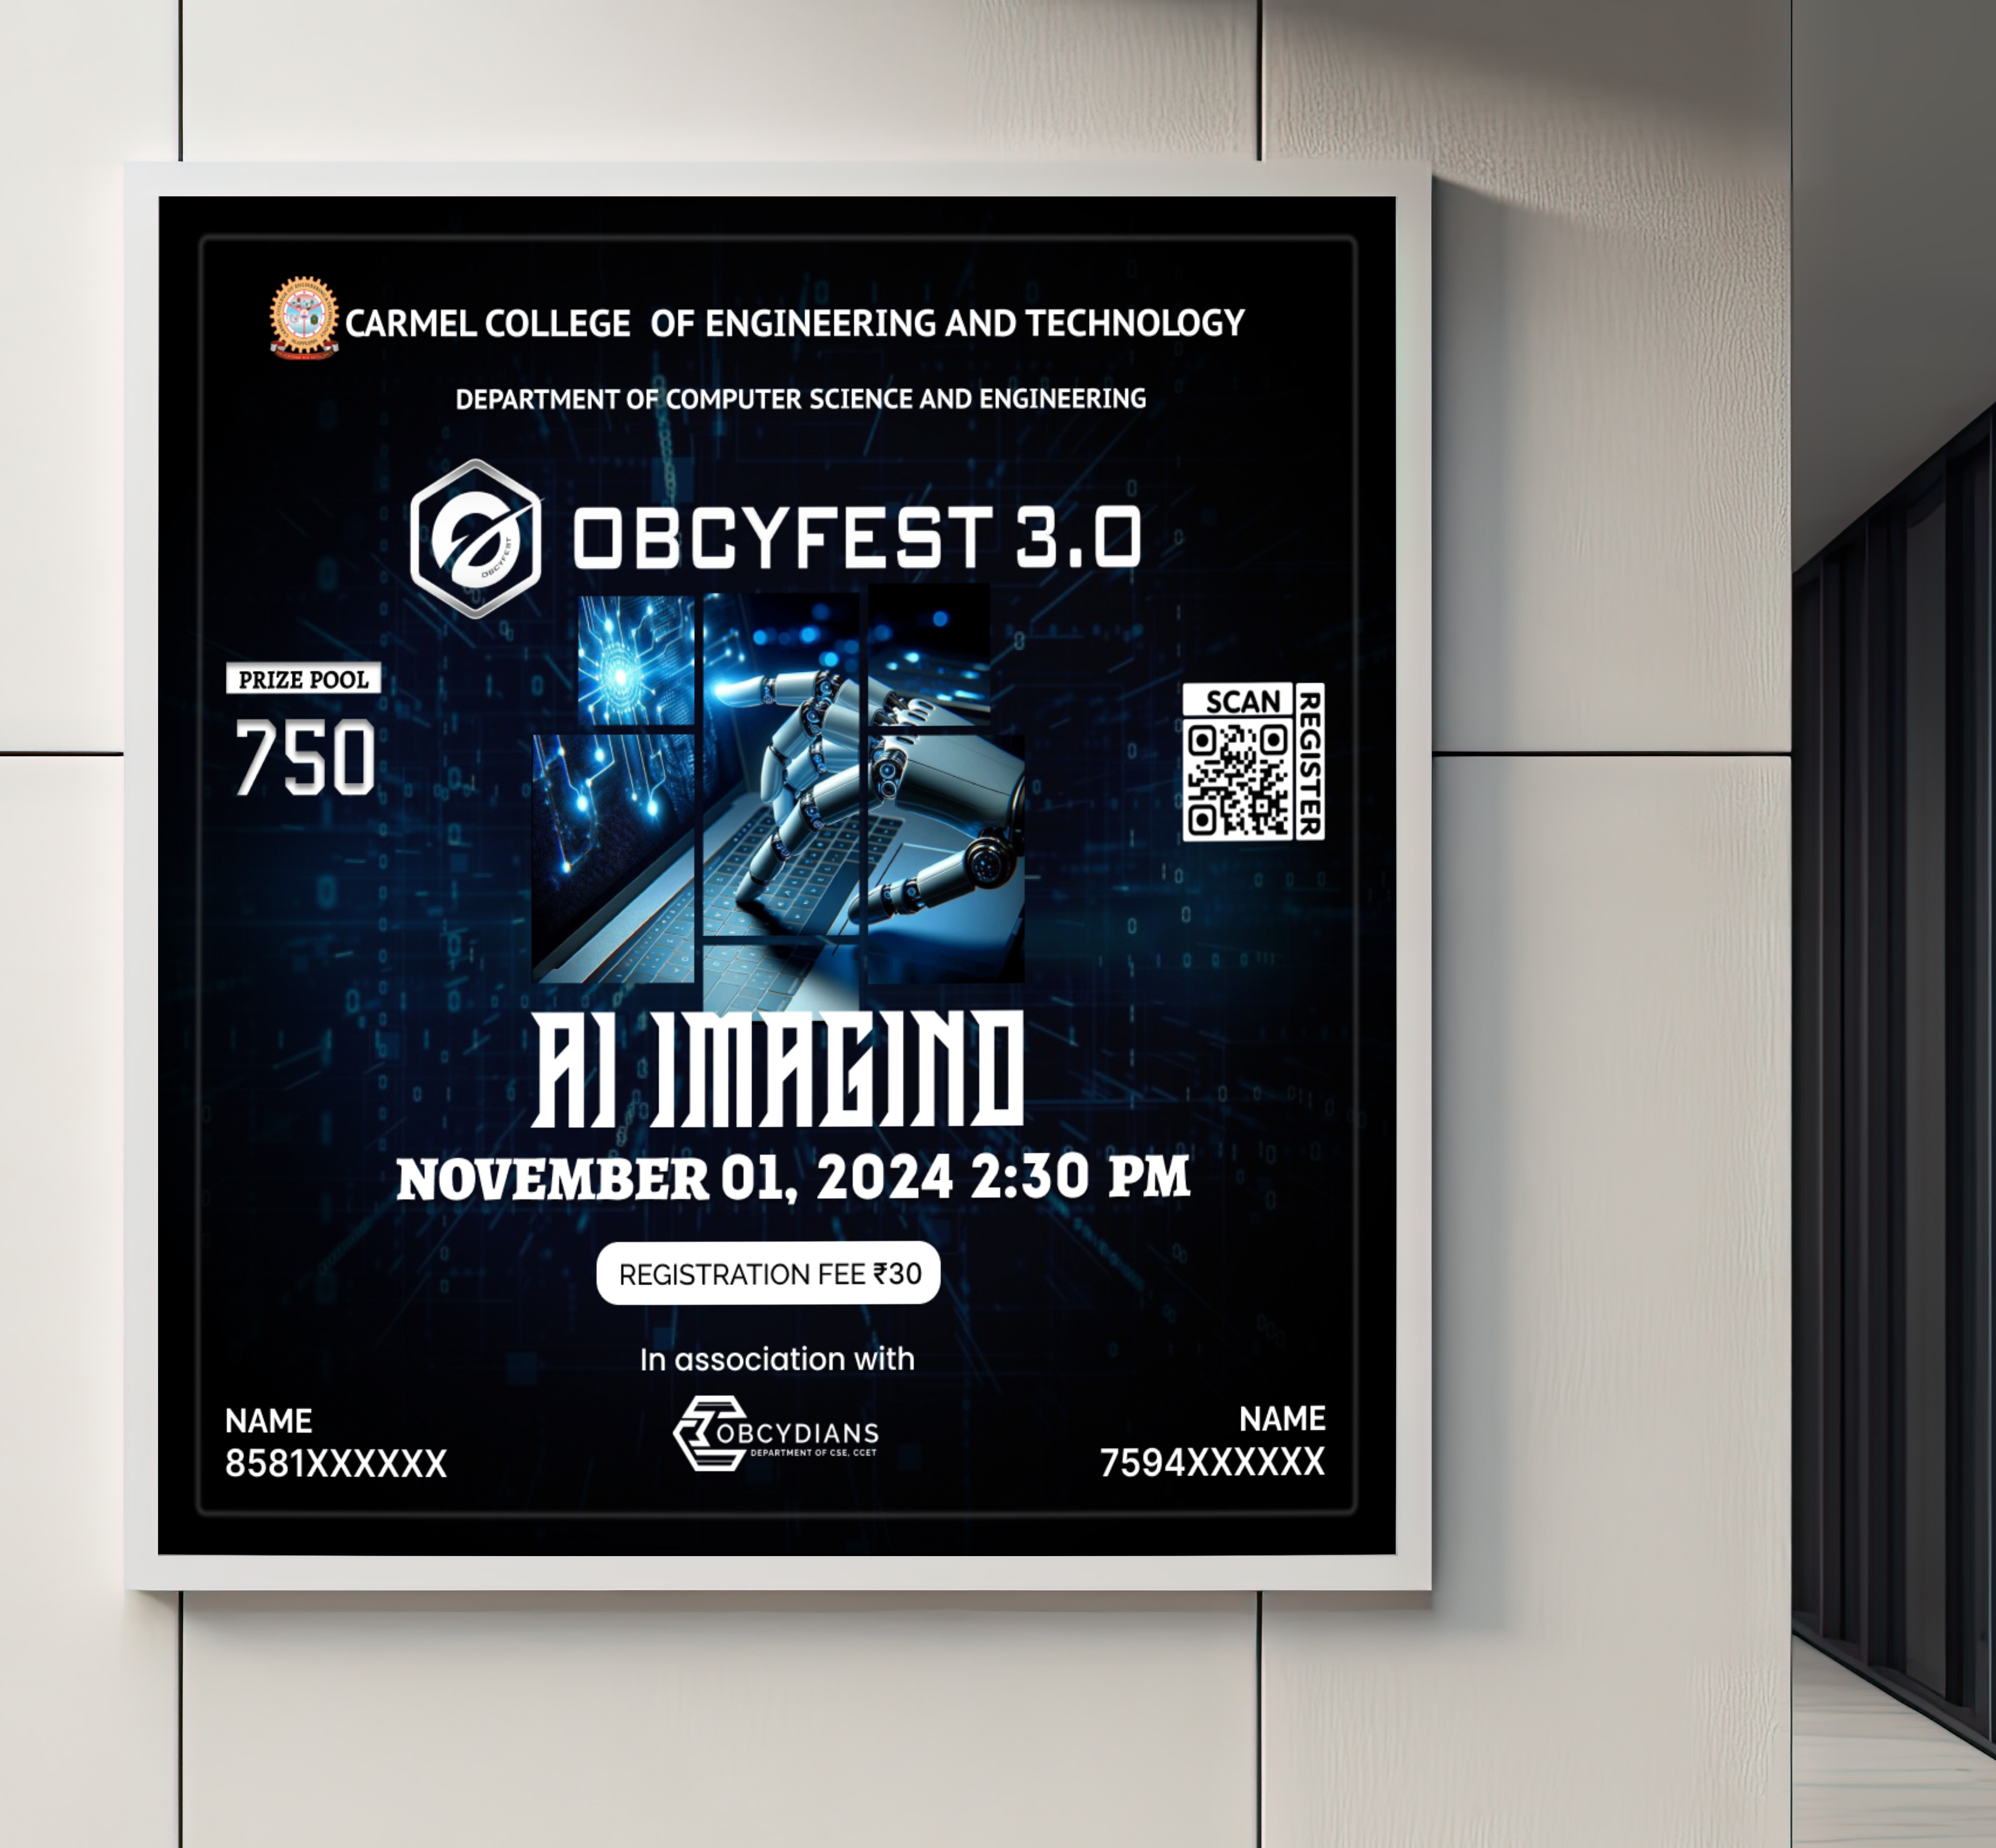 CARMEL COLLEGE OF ENGINEERING AND TECHNOLOGY
DEPARTMENT OF COMPUTER SCIENCE AND ENGINEERING
OBCYFEST
OBCYFEST 3.0
PRIZE POOL
750
SCAN
REGISTER
AI IMAGINO
NOVEMBER 01, 2024 2:30 PM
REGISTRATION FEE ₹30
In association with
OBCYDIANS
DEPARTMENT OF CSE, CCET
NAME
8581XXXXXX
NAME
7594XXXXXX